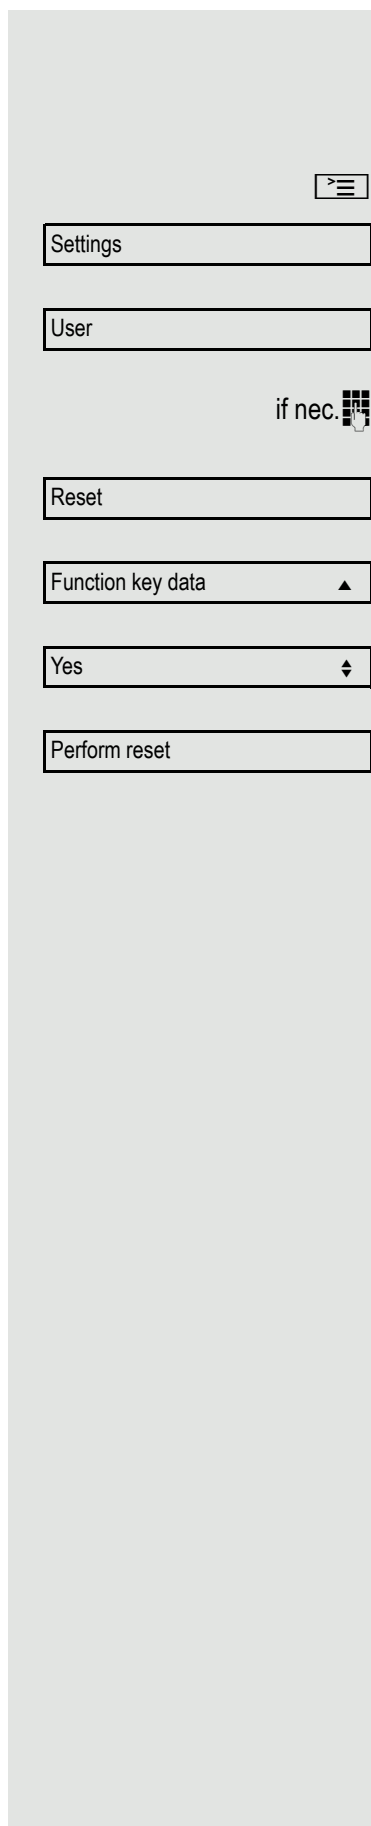 Settings
User
if nec.
Reset
Function key data
Yes
Perform reset